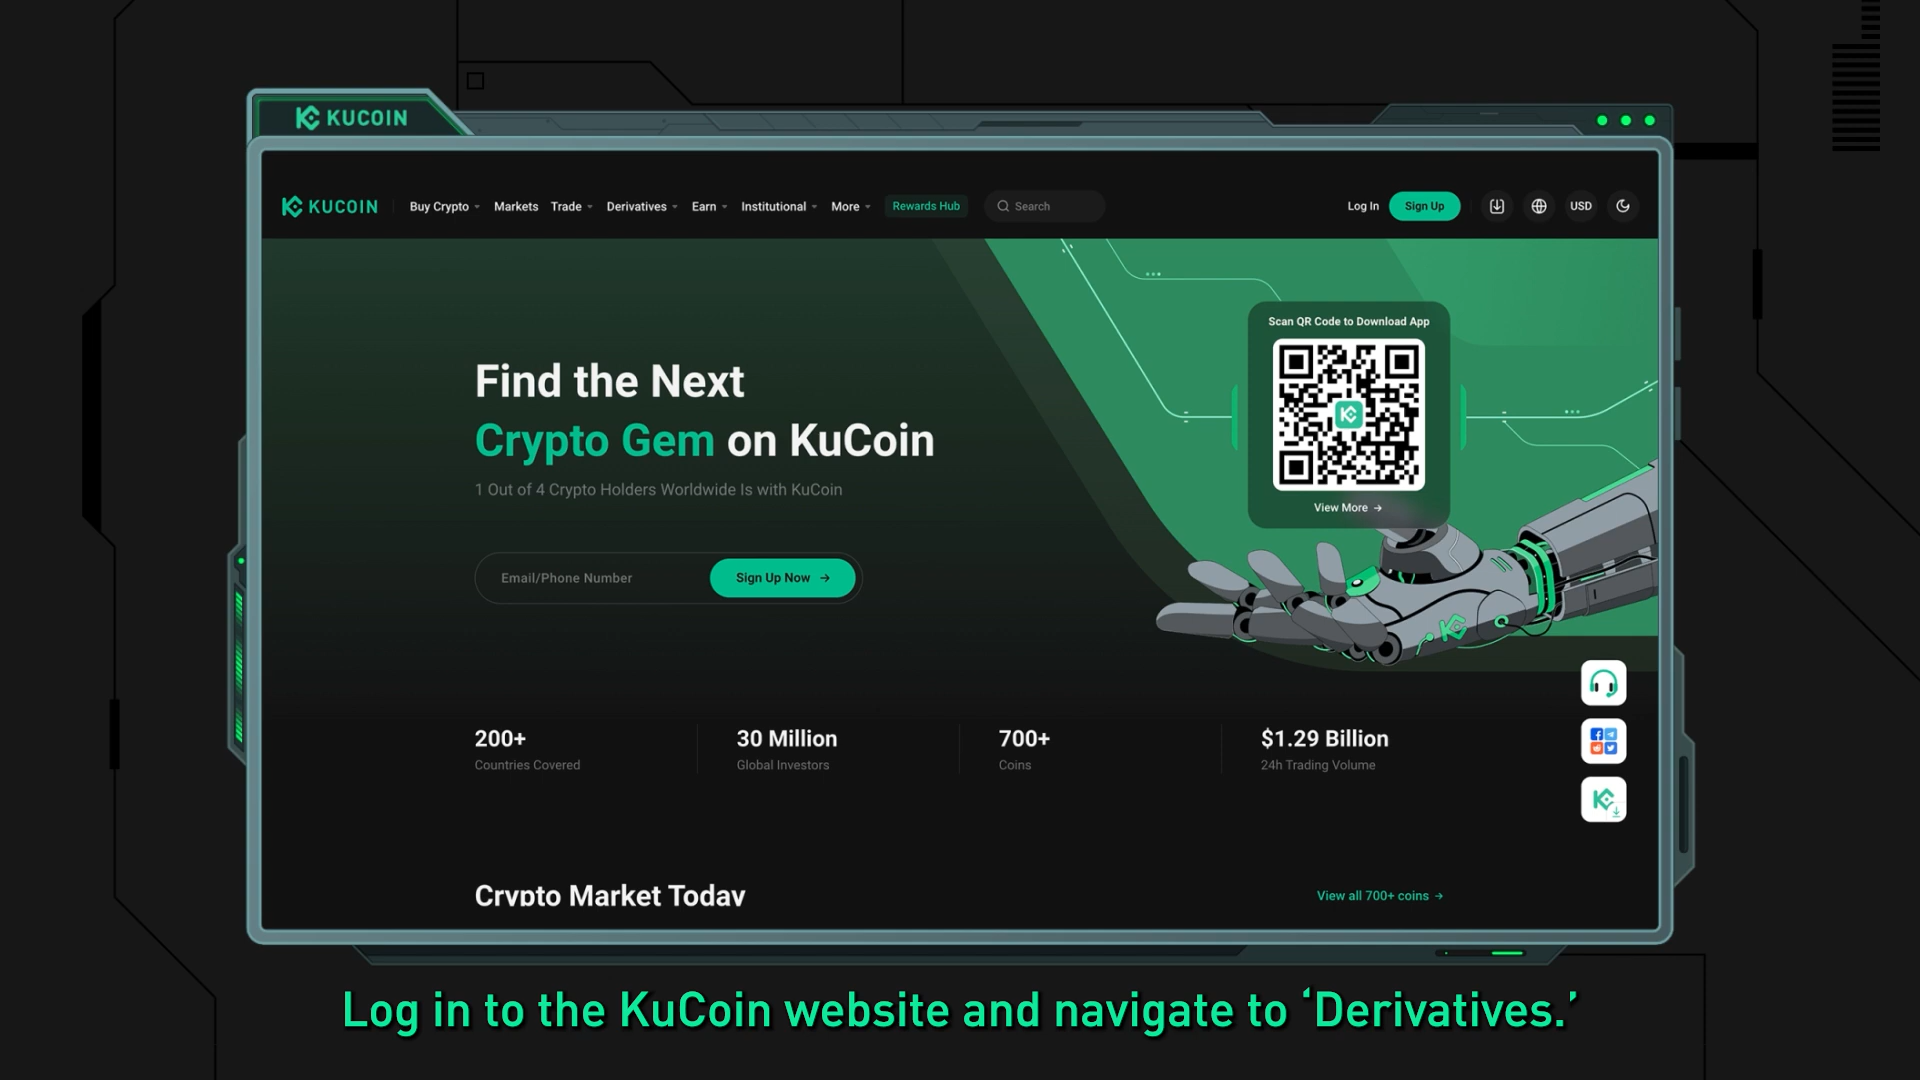 KUCOIN
KUCOIN
Buy Crypto
Markets
Trade
Derivatives
Earn
Institutional
More
Rewards Hub
Search
Log In
Sign Up
USD
Find the Next
Crypto Gem on KuCoin
1 Out of 4 Crypto Holders Worldwide Is with KuCoin
Email/Phone Number
Sign Up Now →
Scan QR Code to Download App
View More →
200+
Countries Covered
30 Million
Global Investors
700+
Coins
$1.29 Billion
24h Trading Volume
Crypto Market Today
View all 700+ coins →
Log in to the KuCoin website and navigate to ‘Derivatives.’